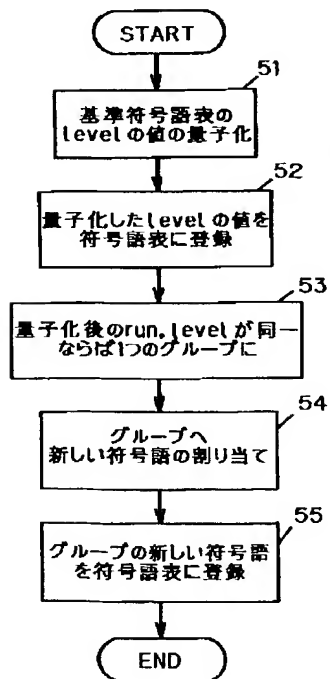 START
51
基準符号語表の
levelの値の量子化
52
量子化したlevelの値を
符号語表に登録
53
量子化後のrun,levelが同一
ならば1つのグループに
54
グループへ
新しい符号語の割り当て
55
グループの新しい符号語
を符号語表に登録
END